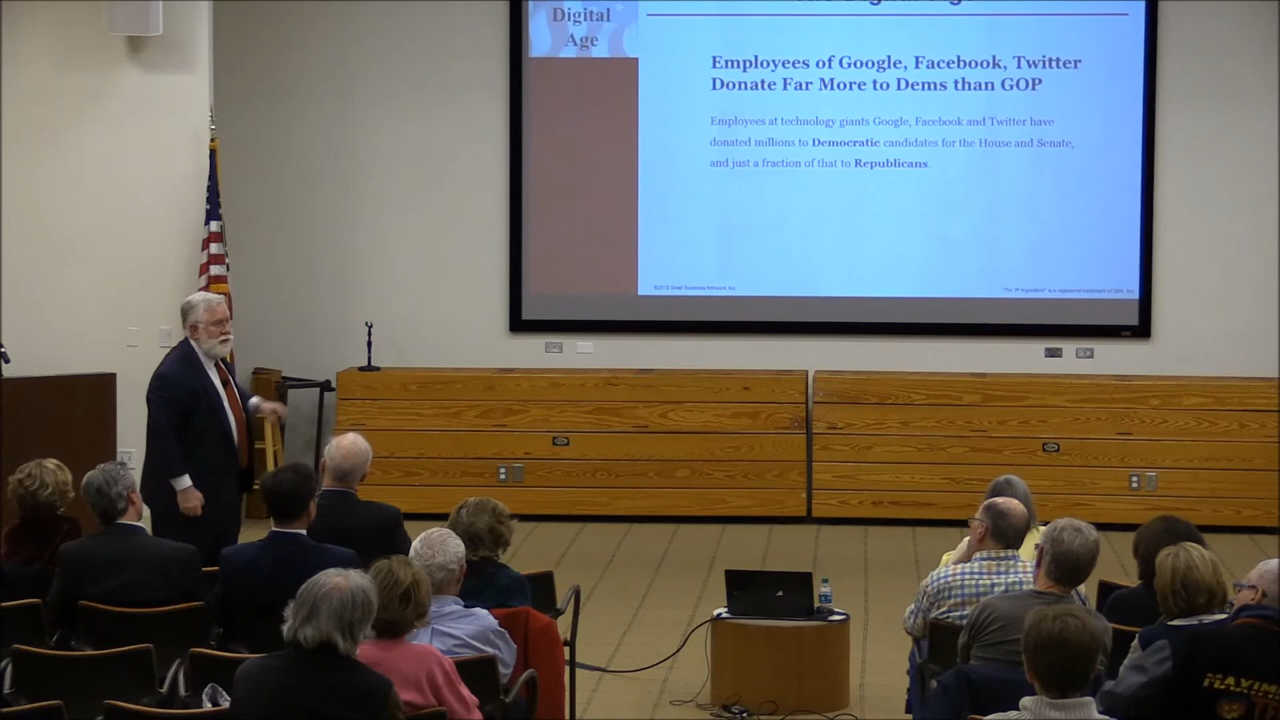 Digital
Age
Employees of Google, Facebook, Twitter
Donate Far More to Dems than GOP
Employees at technology giants Google, Facebook and Twitter have
donated millions to Democratic candidates for the House and Senate,
and just a fraction of that to Republicans.